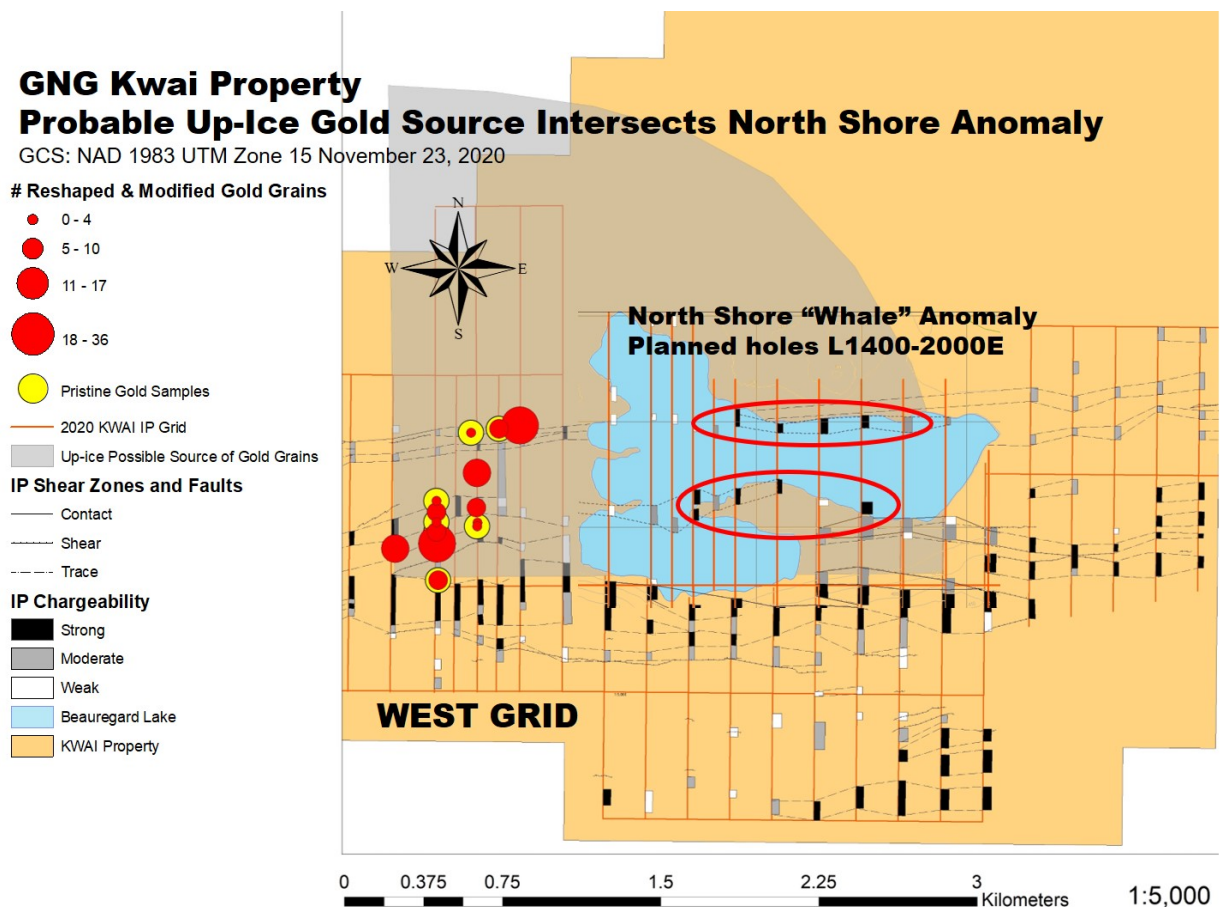 GNG Kwai Property
Probable Up-Ice Gold Source Intersects North Shore Anomaly
GCS: NAD 1983 UTM Zone 15 November 23, 2020
# Reshaped & Modified Gold Grains
0 - 4
5 - 10
11 - 17
18 - 36
Pristine Gold Samples
2020 KWAI IP Grid
Up-ice Possible Source of Gold Grains
IP Shear Zones and Faults
Contact
Shear
Trace
IP Chargeability
Strong
Moderate
Weak
Beauregard Lake
KWAI Property
N
W
E
S
North Shore “Whale” Anomaly
Planned holes L1400-2000E
WEST GRID
0 0.375 0.75 1.5 2.25 3
Kilometers
1:5,000